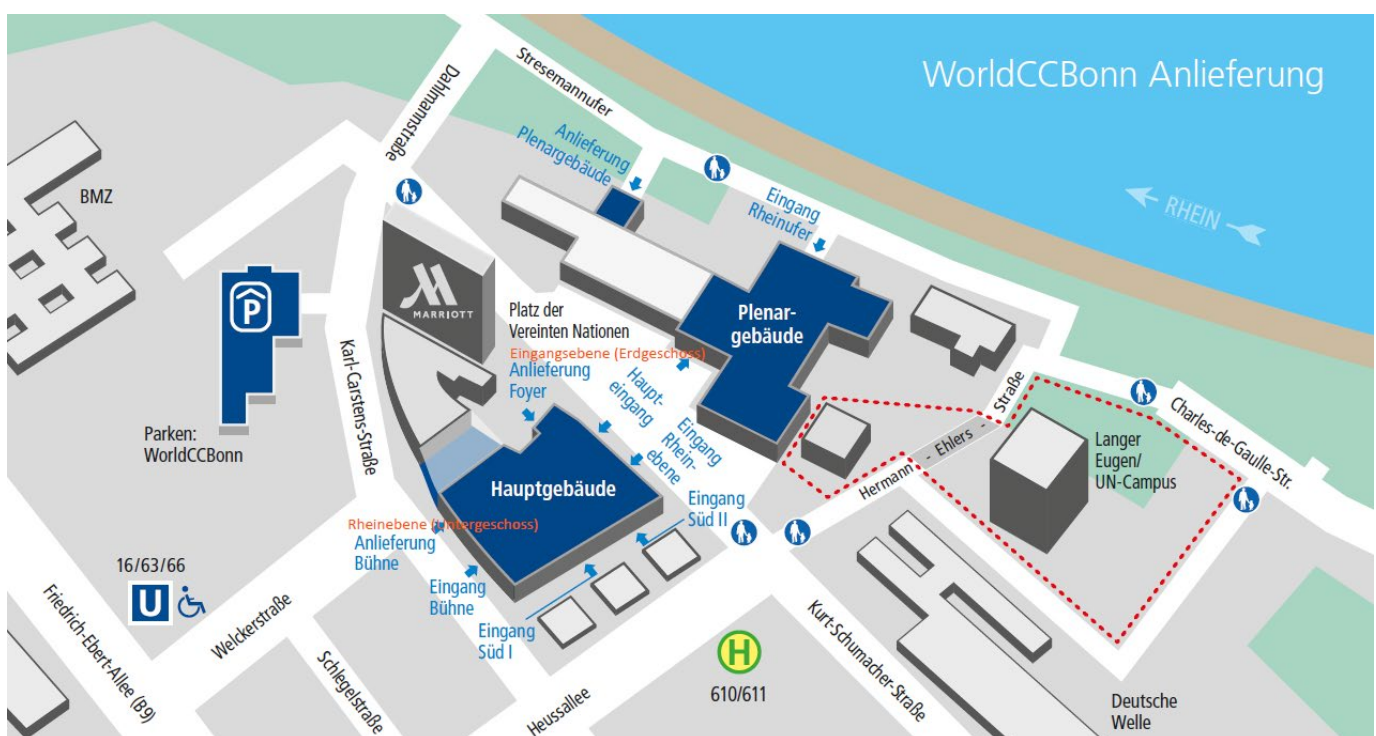 WorldCCBonn Anlieferung
Stresemannufer
Dahlmannstraße
Anlieferung
Plenargebäude
Eingang
Rheinufer
RHEIN
BMZ
P
MARRIOTT
Platz der
Vereinten Nationen
Eingangsebene (Erdgeschoss)
Anlieferung
Foyer
Haupt-
eingang
Eingang
Rhein-
ebene
Plenar-
gebäude
Karl-Carstens-Straße
Parken:
WorldCCBonn
Hauptgebäude
Rheinebene (Untergeschoss)
Anlieferung
Bühne
Eingang
Bühne
Eingang
Süd I
Eingang
Süd II
Hermann - Ehlers - Straße
Charles-de-Gaulle-Str.
Langer
Eugen/
UN-Campus
16/63/66
U
Friedrich-Ebert-Allee (B9)
Welckerstraße
Schlegelstraße
Heussallee
H
610/611
Kurt-Schumacher-Straße
Deutsche
Welle